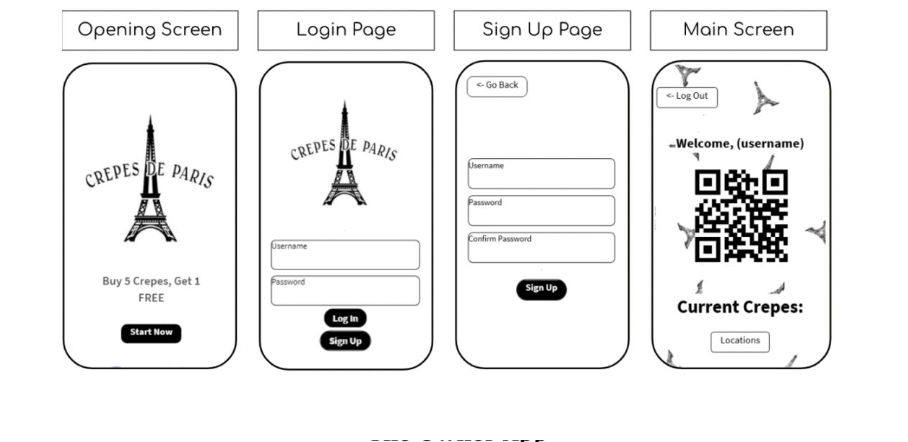 Opening Screen
Login Page
Sign Up Page
Main Screen
CREPES DE PARIS
Buy 5 Crepes, Get 1
FREE
Start Now
CREPES DE PARIS
Username
Password
Log In
Sign Up
<- Go Back
Username
Password
Confirm Password
Sign Up
<- Log Out
Welcome, (username)
Current Crepes:
Locations